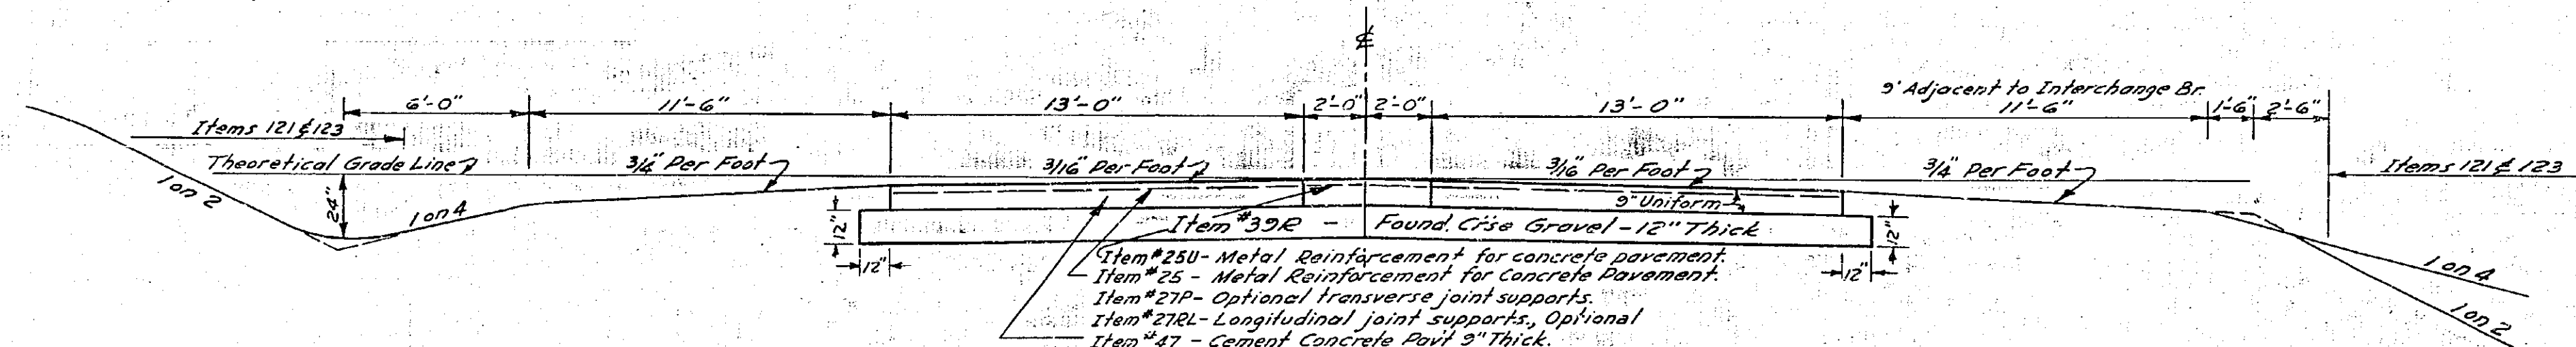 ℄
9' Adjacent to Interchange Br.
6'-0" 11'-6" 13'-0" 2'-0" 2'-0" 13'-0" 11'-6" 1'-6" 2'-6"
Items 121 & 123
Theoretical Grade Line 3/4" Per Foot 3/16" Per Foot 3/16" Per Foot 3/4" Per Foot Items 121 & 123
1 on 2 24" 1 on 4 9" Uniform
12" Item #39R - Found. C'rse Gravel - 12" Thick 12"
12" 12"
Item #25U - Metal Reinforcement for concrete pavement.
Item #25 - Metal Reinforcement for Concrete Pavement.
Item #27P - Optional transverse joint supports.
Item #27RL - Longitudinal joint supports., Optional
Item #47 - Cement Concrete Pav't 9" Thick.
1 on 4
1 on 2